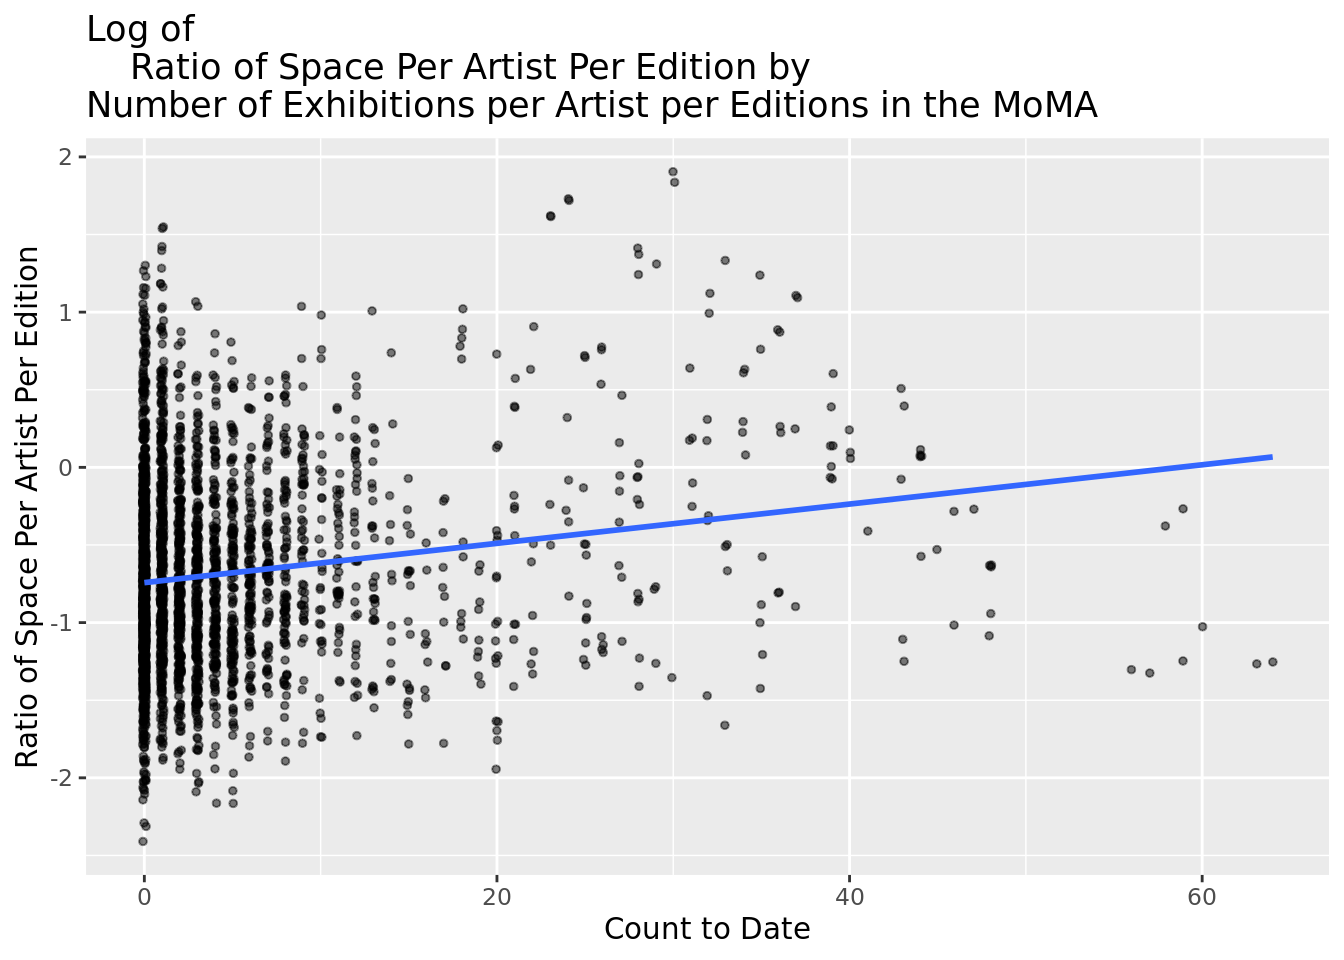 Log of
Ratio of Space Per Artist Per Edition by
Number of Exhibitions per Artist per Editions in the MoMA
Ratio of Space Per Artist Per Edition
2
1
0
-1
-2
0 20 40 60
Count to Date